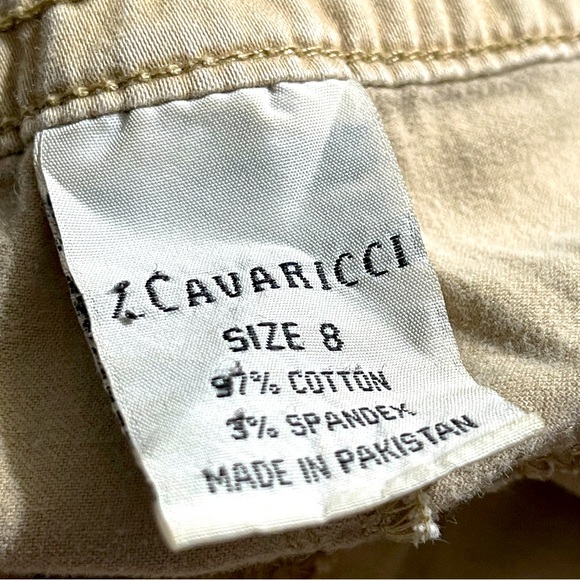 Z. CAVARICCI
SIZE 8
97% COTTON
3% SPANDEX
MADE IN PAKISTAN